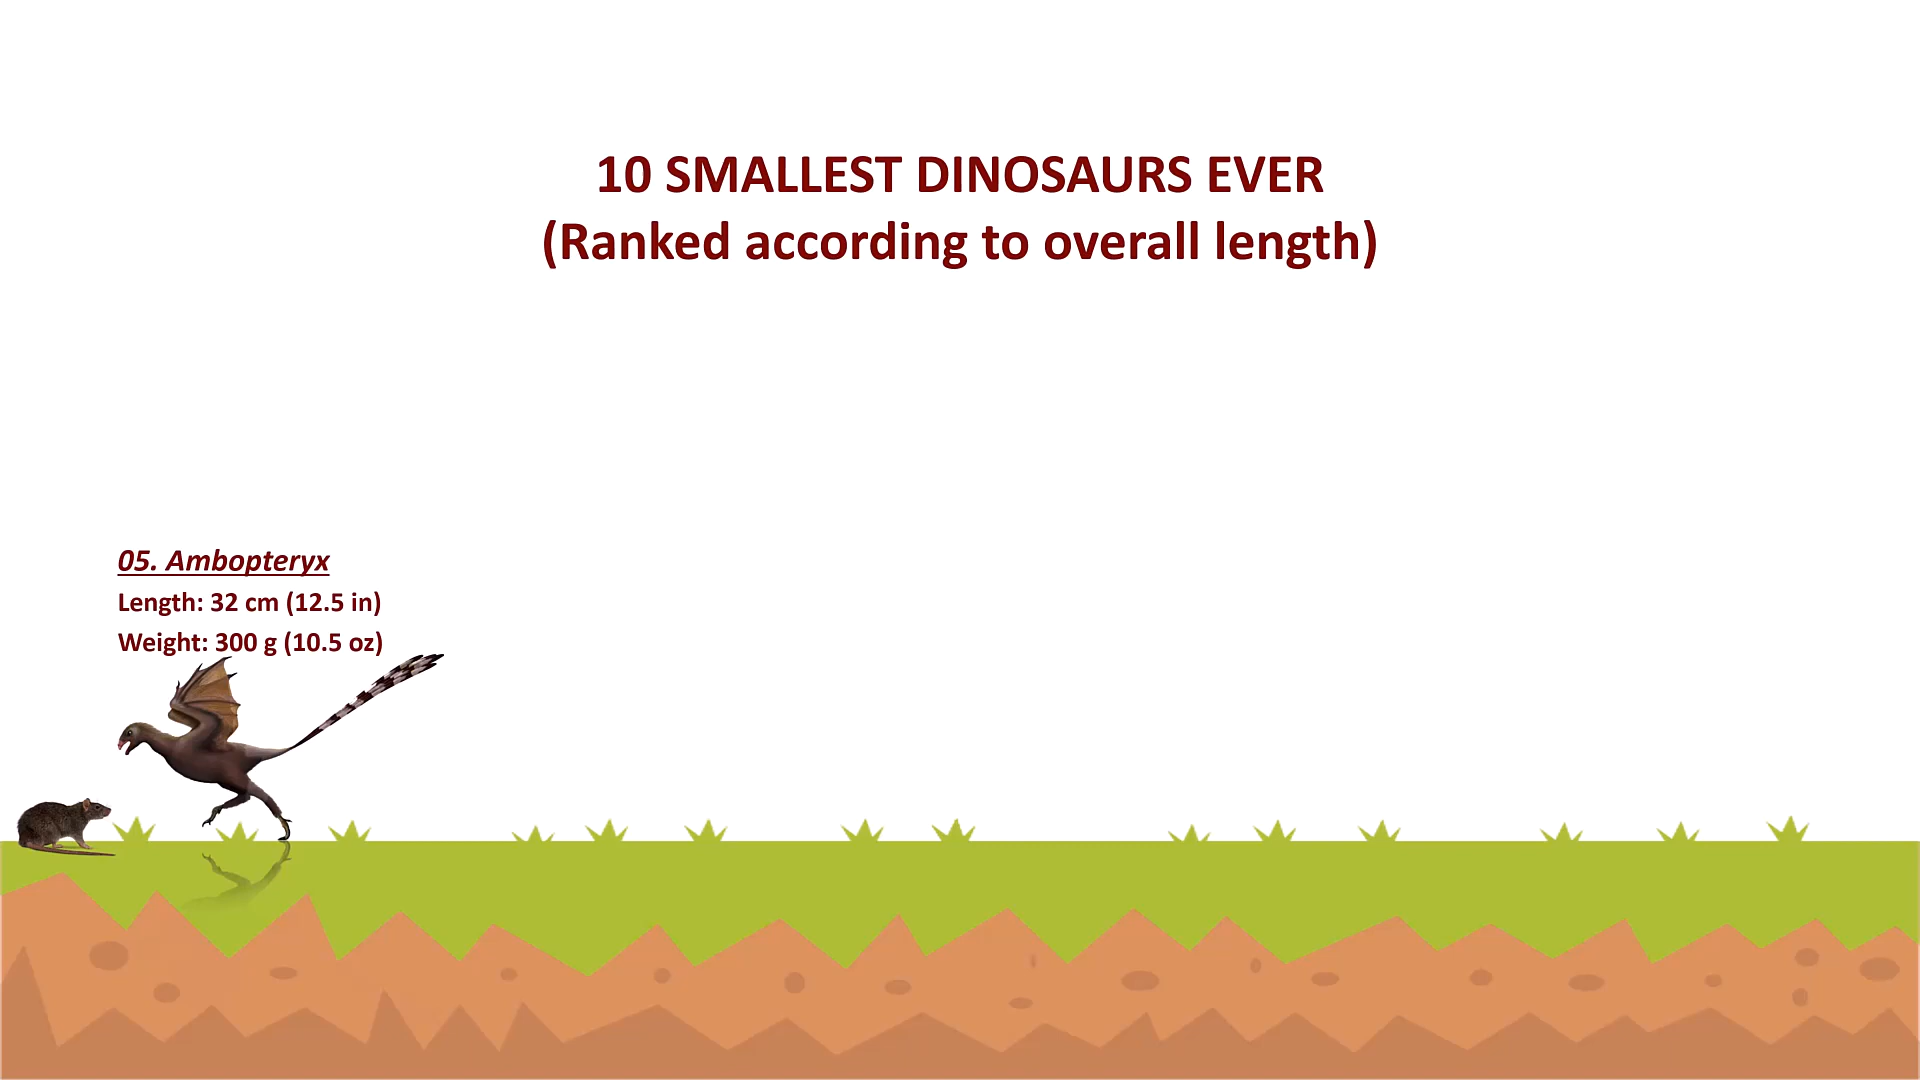 10 SMALLEST DINOSAURS EVER
(Ranked according to overall length)
05. Ambopteryx
Length: 32 cm (12.5 in)
Weight: 300 g (10.5 oz)